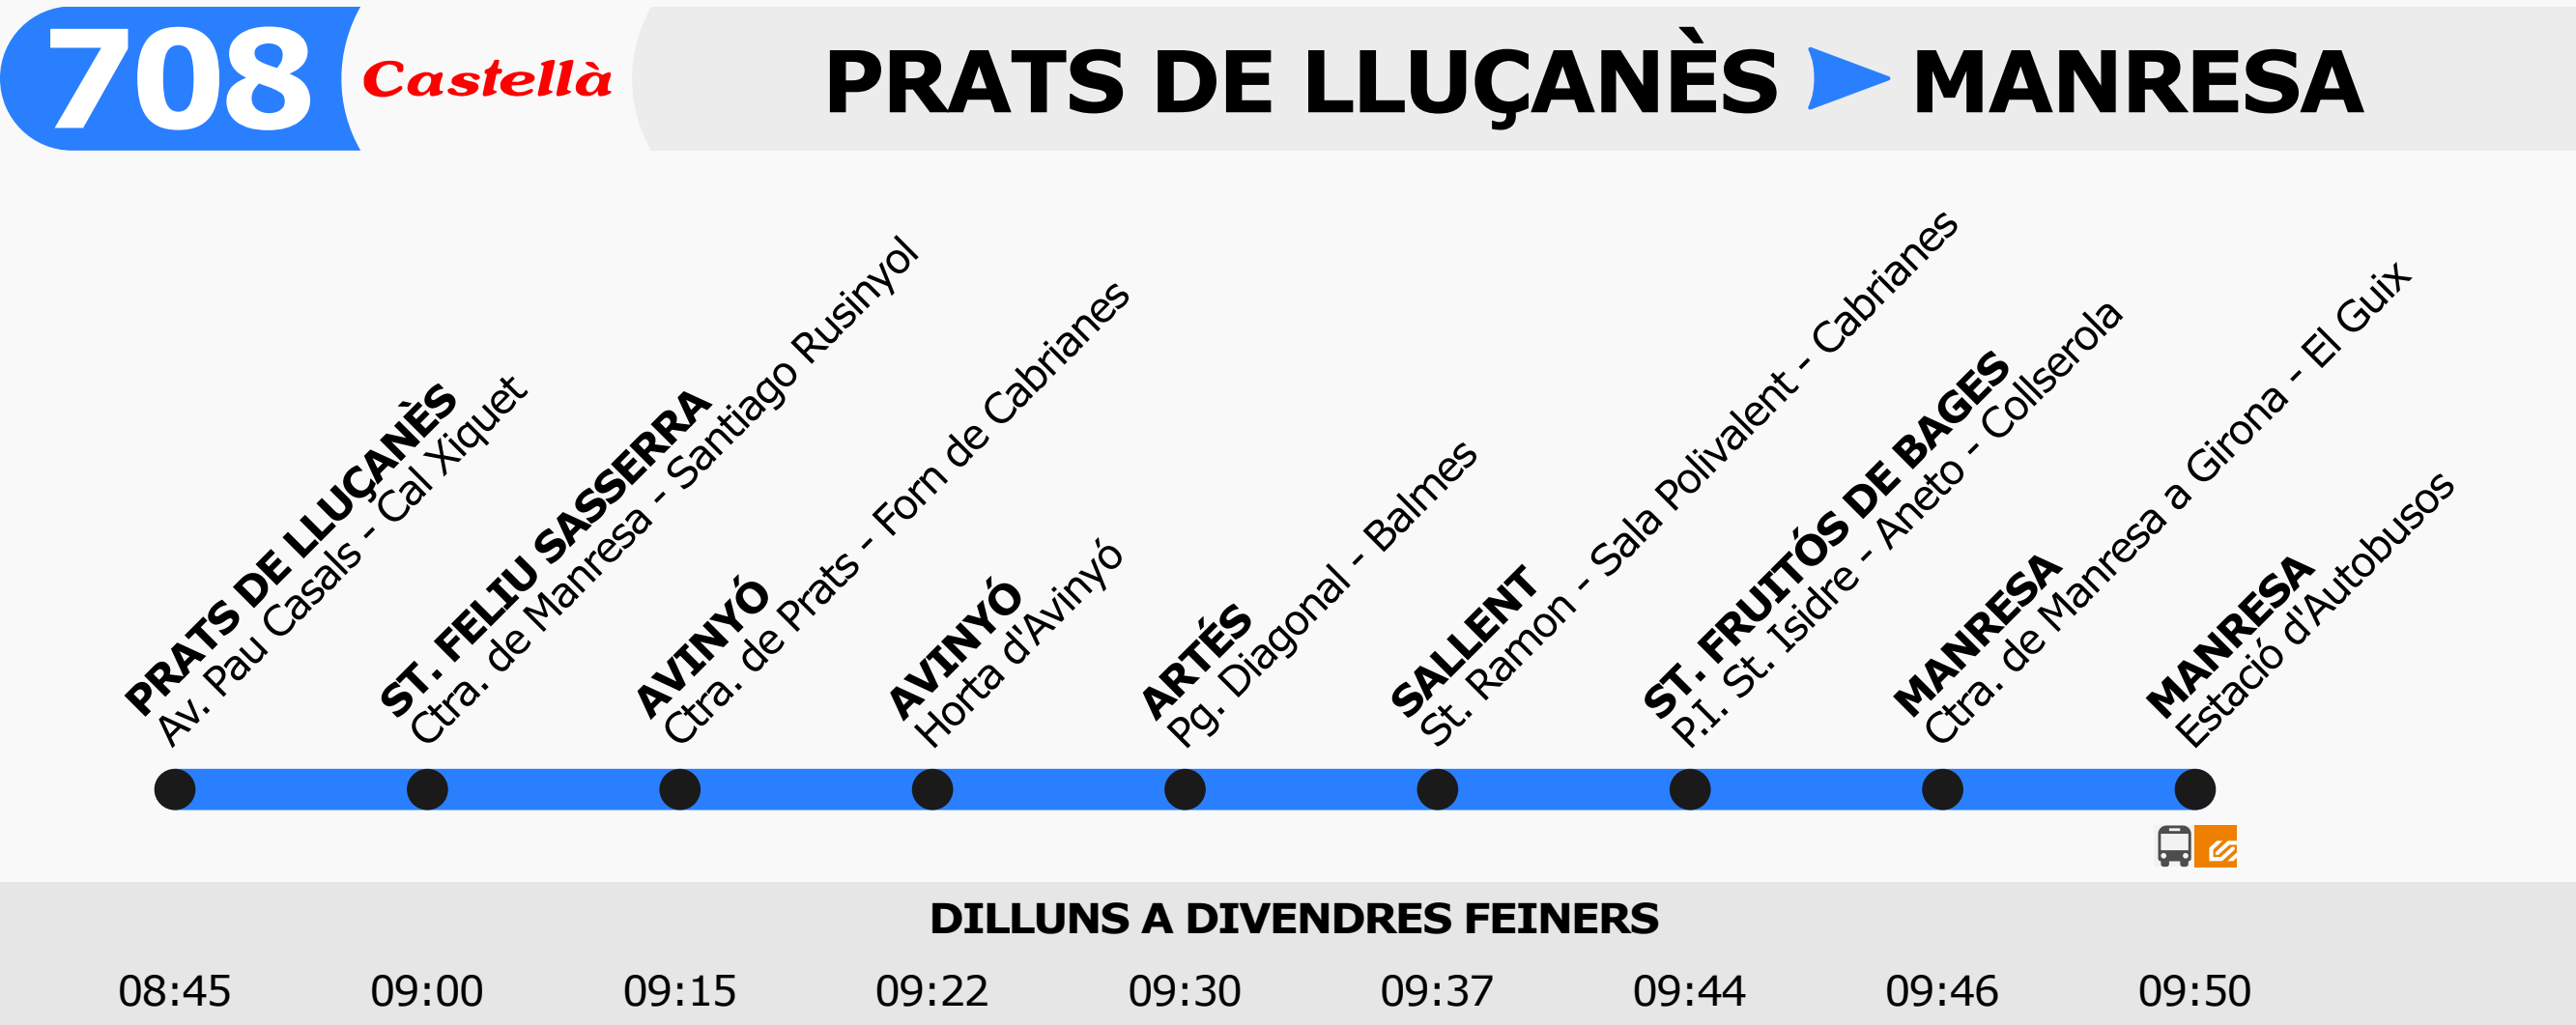 708 Castellà PRATS DE LLUÇANÈS MANRESA
PRATS DE LLUÇANÈS
Av. Pau Casals - Cal Xiquet
ST. FELIU SASSERRA
Ctra. de Manresa - Santiago Rusinyol
AVINYÓ
Ctra. de Prats - Forn de Cabrianes
AVINYÓ
Horta d'Avinyó
ARTÉS
Pg. Diagonal - Balmes
SALLENT
St. Ramon - Sala Polivalent - Cabrianes
ST. FRUITÓS DE BAGES
P.I. St. Isidre - Aneto - Collserola
MANRESA
Ctra. de Manresa a Girona - El Guix
MANRESA
Estació d'Autobusos
DILLUNS A DIVENDRES FEINERS
08:45 09:00 09:15 09:22 09:30 09:37 09:44 09:46 09:50